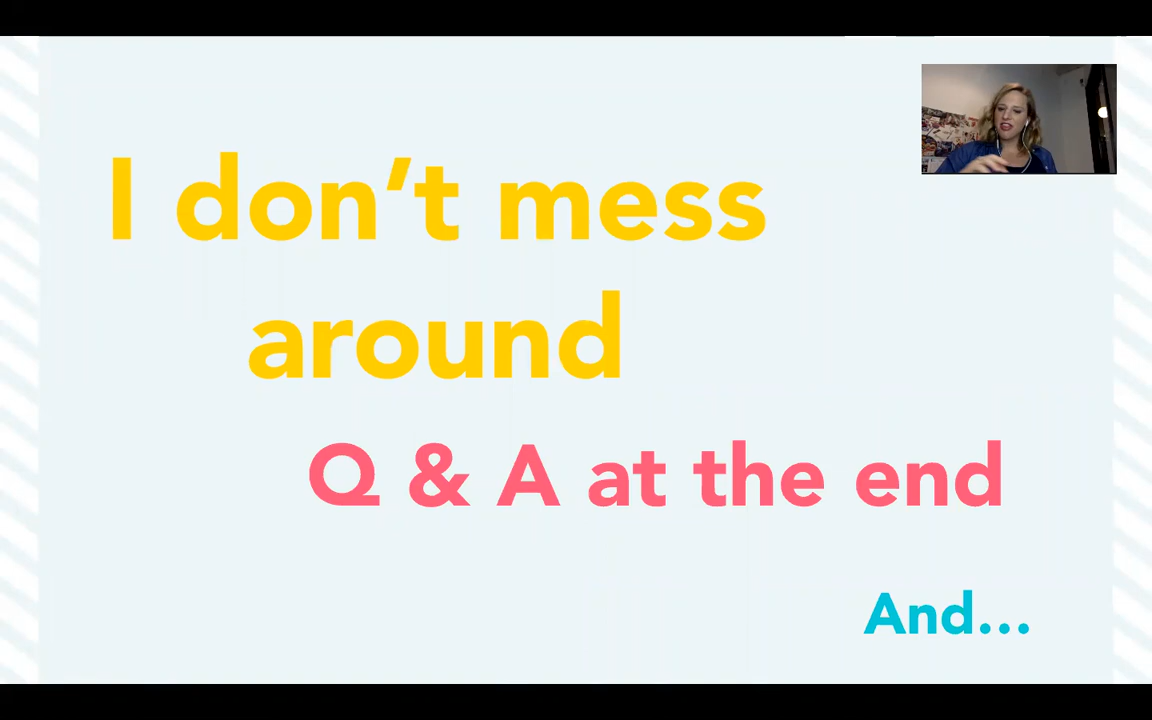 I don’t mess
around
Q & A at the end
And...